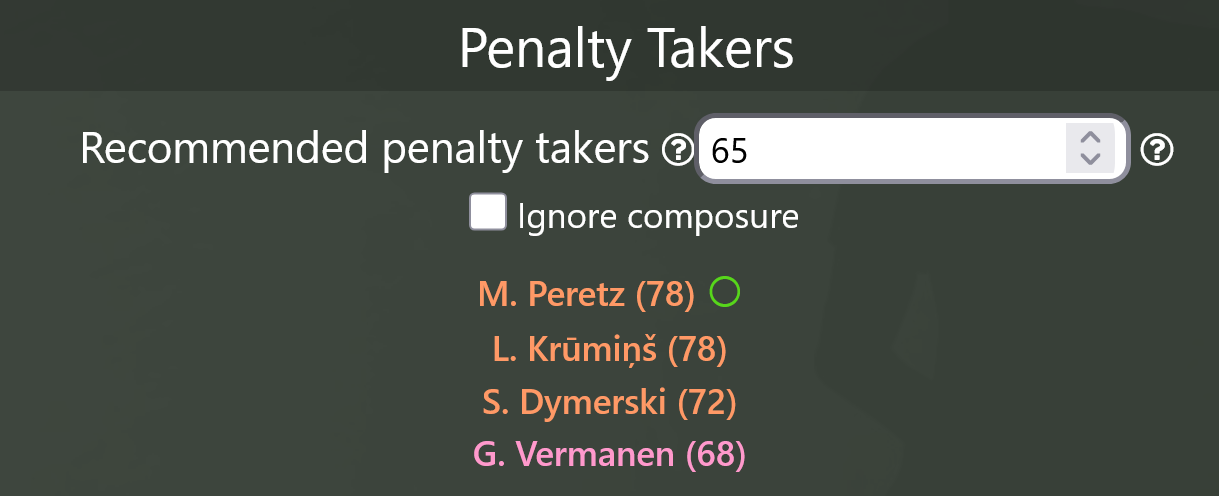 Penalty Takers
Recommended penalty takers ? 65 ?
Ignore composure
M. Peretz (78)
L. Krūmiņš (78)
S. Dymerski (72)
G. Vermanen (68)